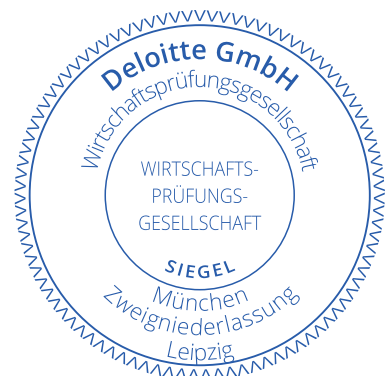 Deloitte GmbH
Wirtschaftsprüfungsgesellschaft
WIRTSCHAFTS-
PRÜFUNGS-
GESELLSCHAFT
SIEGEL
München
Zweigniederlassung
Leipzig